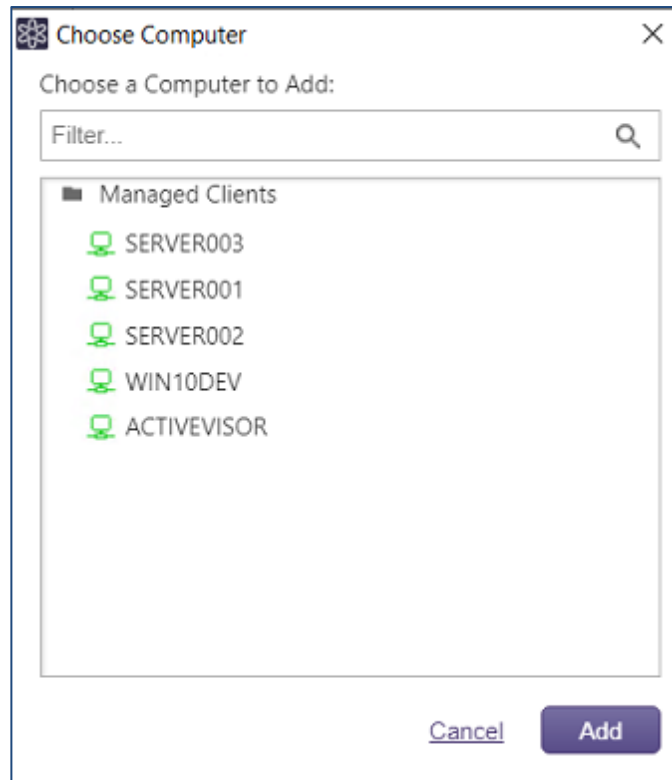 Choose Computer
Choose a Computer to Add:
Filter...
Managed Clients
SERVER003
SERVER001
SERVER002
WIN10DEV
ACTIVEVISOR
Cancel
Add